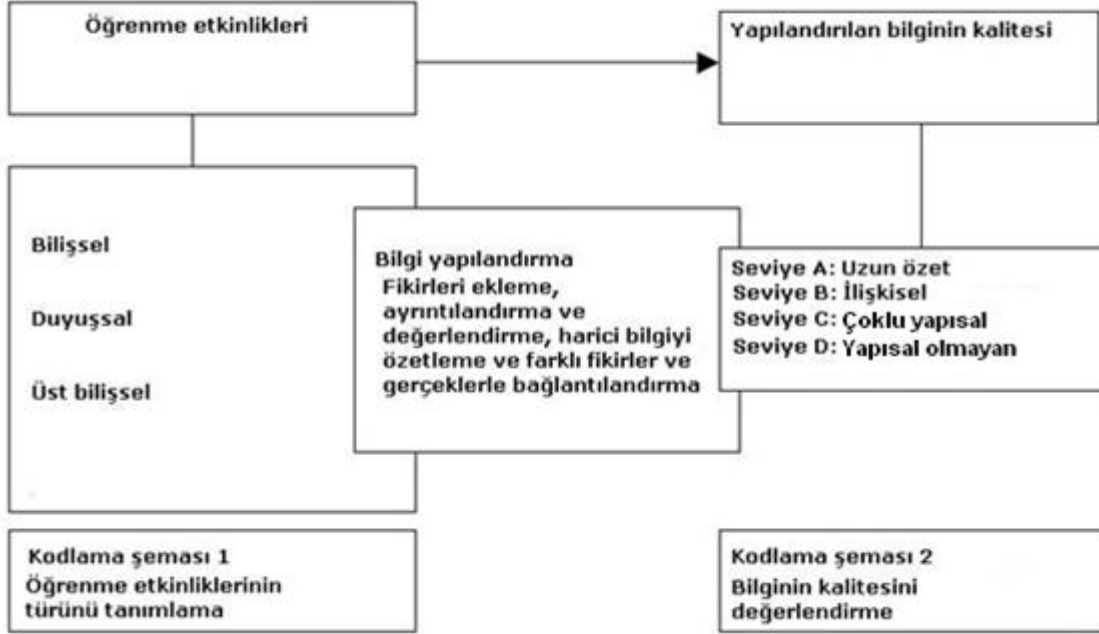 Öğrenme etkinlikleri
Yapılandırılan bilginin kalitesi
Bilişsel
Duyuşsal
Üst bilişsel
Bilgi yapılandırma
Fikirleri ekleme,
ayrıntılandırma ve
değerlendirme, harici bilgiyi
özetleme ve farklı fikirler ve
gerçeklerle bağlantılandırma
Seviye A: Uzun özet
Seviye B: İlişkisel
Seviye C: Çoklu yapısal
Seviye D: Yapısal olmayan
Kodlama şeması 1
Öğrenme etkinliklerinin
türünü tanımlama
Kodlama şeması 2
Bilginin kalitesini
değerlendirme